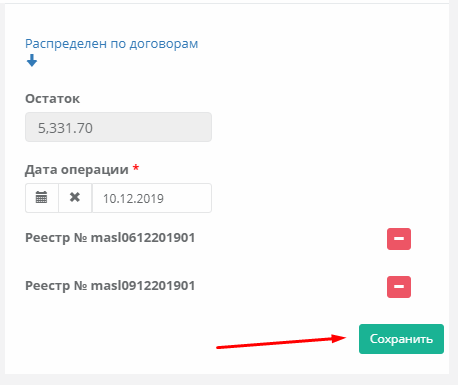 Распределен по договорам
Остаток
5,331.70
Дата операции *
10.12.2019
Реестр № masl0612201901
Реестр № masl0912201901
Сохранить